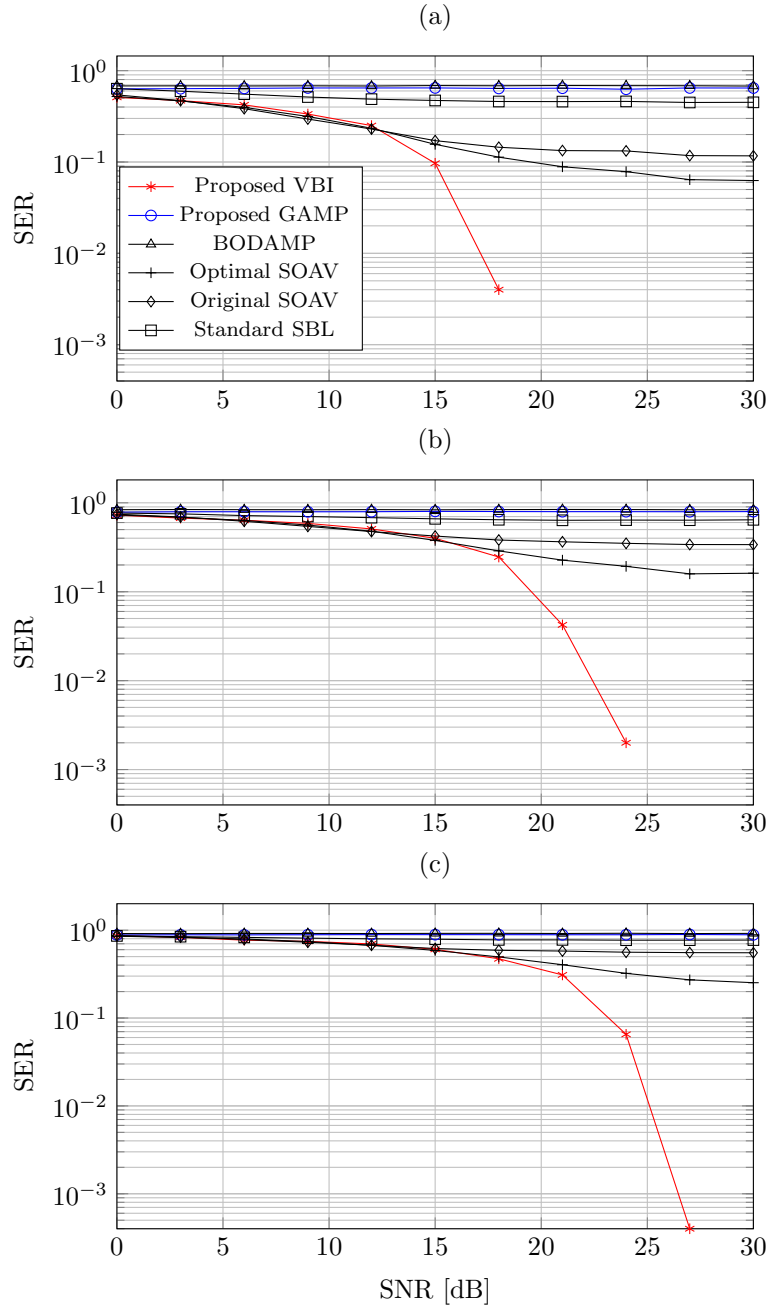 (a)
10^0
10^-1
10^-2
10^-3
SER
Proposed VBI
Proposed GAMP
BODAMP
Optimal SOAV
Original SOAV
Standard SBL
0 5 10 15 20 25 30
(b)
10^0
10^-1
10^-2
10^-3
SER
0 5 10 15 20 25 30
(c)
10^0
10^-1
10^-2
10^-3
SER
0 5 10 15 20 25 30
SNR [dB]